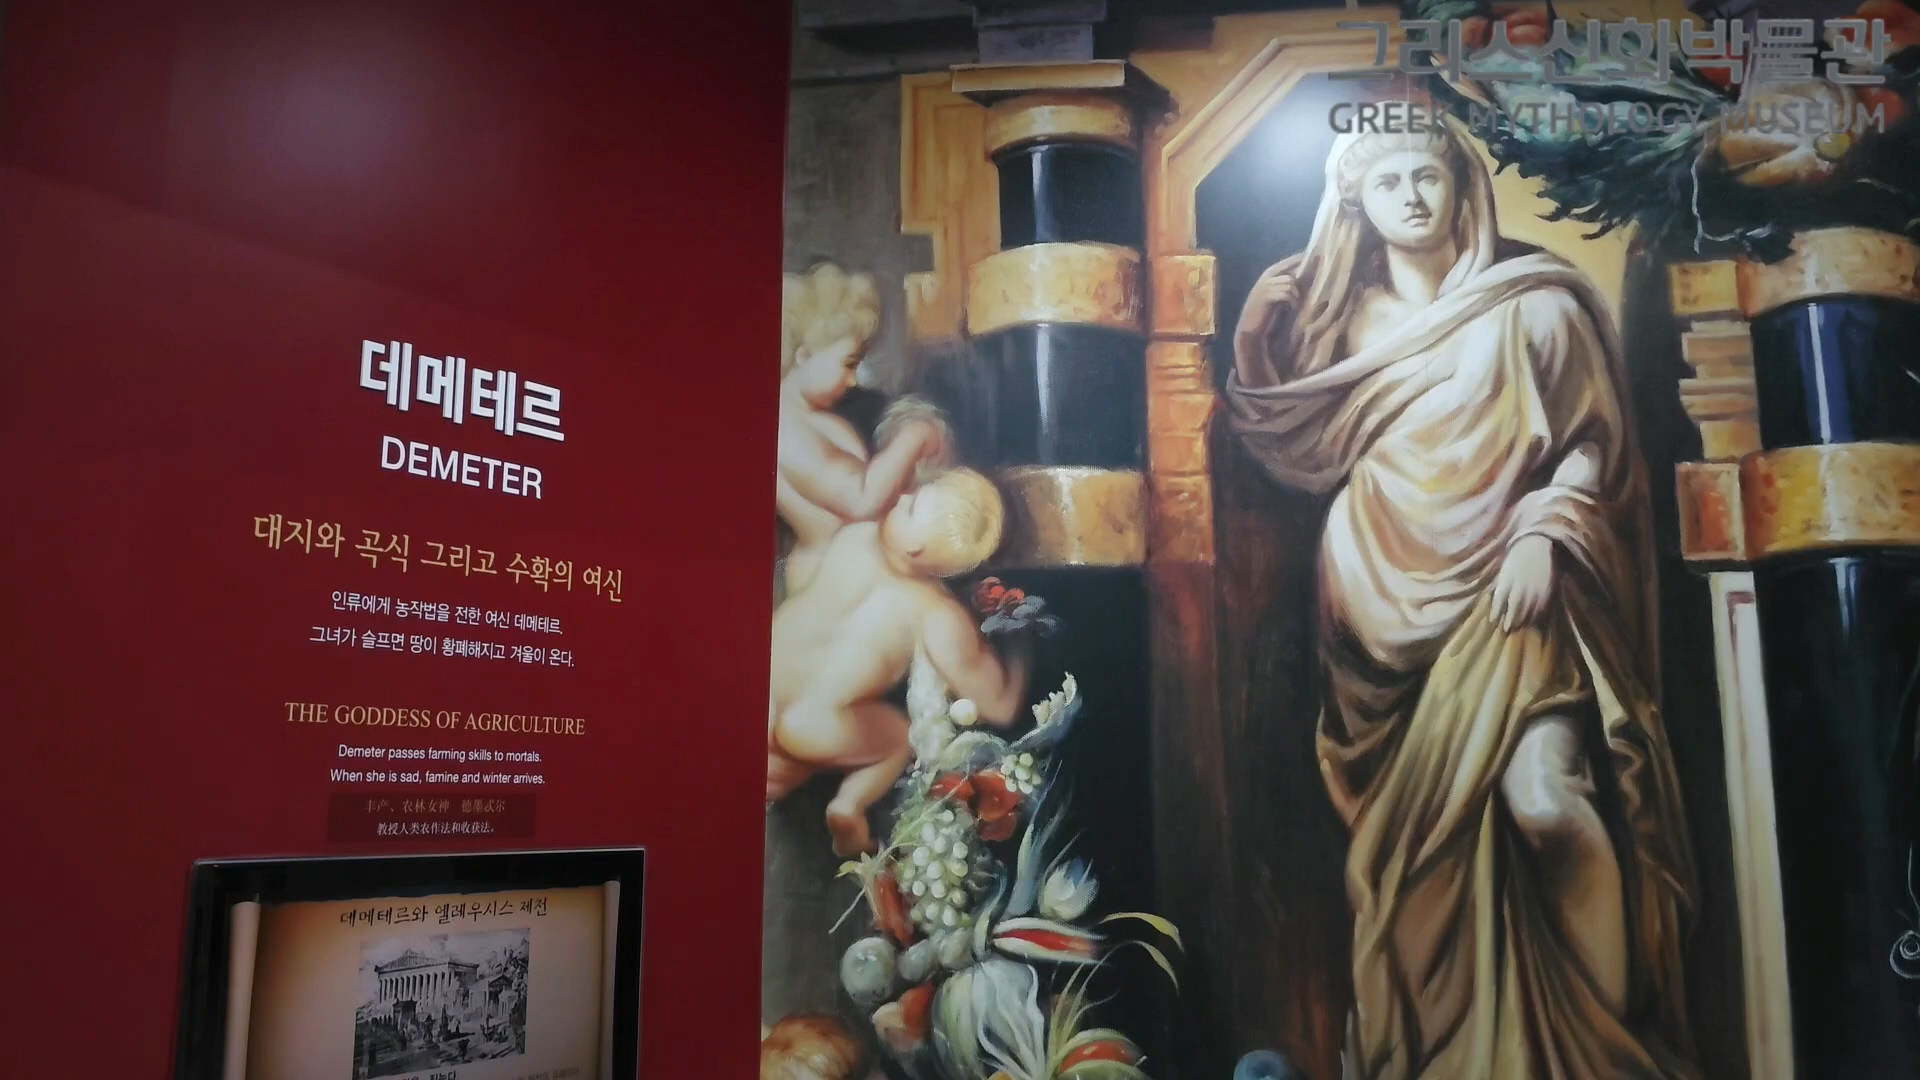 그리스신화박물관
GREEK MYTHOLOGY MUSEUM
데메테르
DEMETER
대지와 곡식 그리고 수확의 여신
인류에게 농작법을 전한 여신 데메테르.
그녀가 슬프면 땅이 황폐해지고 겨울이 온다.
THE GODDESS OF AGRICULTURE
Demeter passes farming skills to mortals.
When she is sad, famine and winter arrives.
丰产、农林女神 德墨忒尔
教授人类农作法和收获法。
데메테르와 엘레우시스 제전